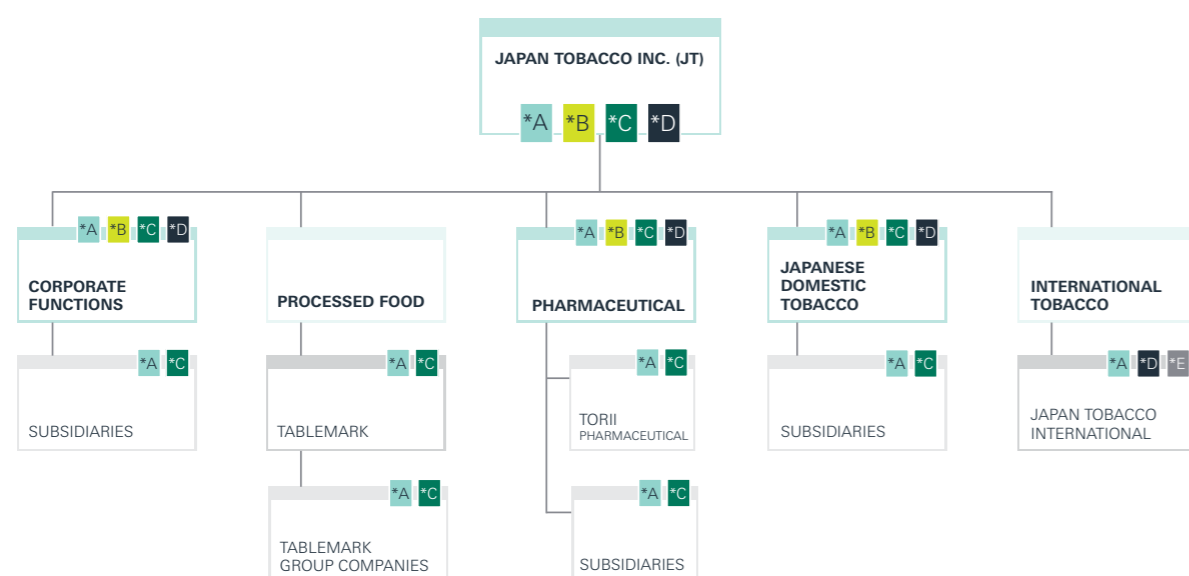 JAPAN TOBACCO INC. (JT)
*A *B *C *D
*A *B *C *D
CORPORATE
FUNCTIONS
PROCESSED FOOD
*A *B *C *D
PHARMACEUTICAL
*A *B *C *D
JAPANESE
DOMESTIC
TOBACCO
INTERNATIONAL
TOBACCO
*A *C
SUBSIDIARIES
*A *C
TABLEMARK
*A *C
TORII
PHARMACEUTICAL
*A *C
SUBSIDIARIES
*A *D *E
JAPAN TOBACCO
INTERNATIONAL
*A *C
TABLEMARK
GROUP COMPANIES
*A *C
SUBSIDIARIES